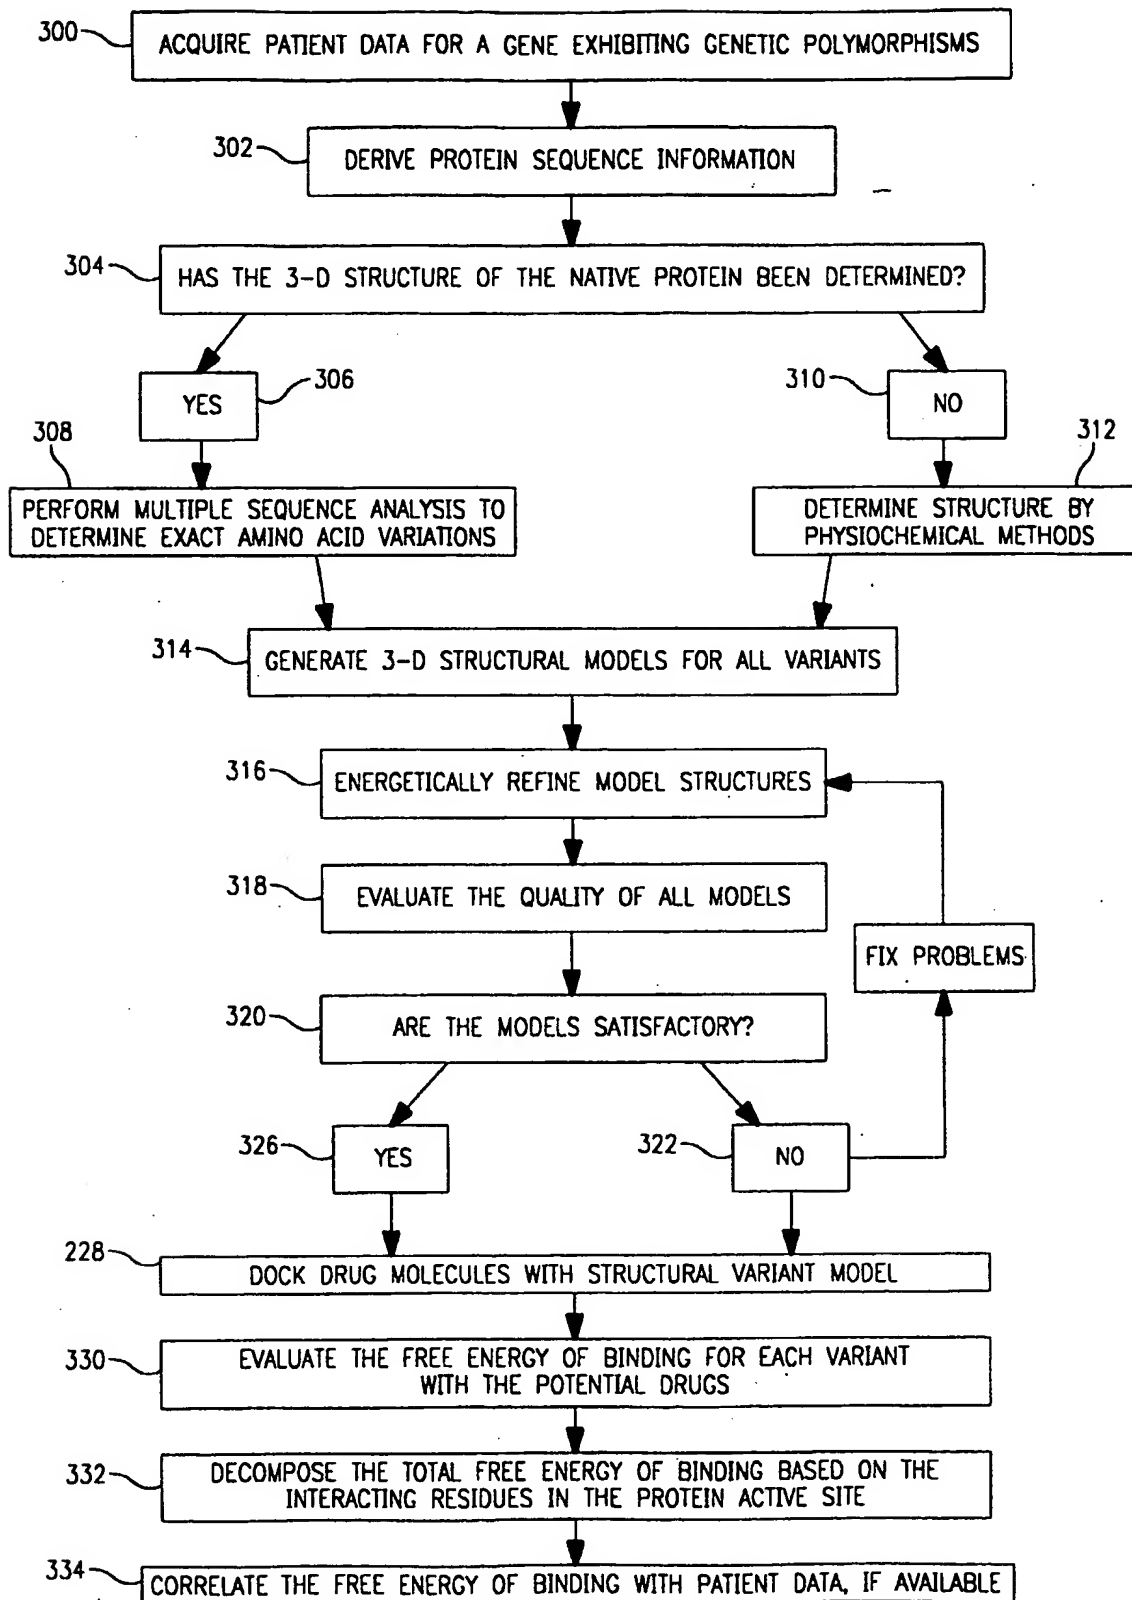 300
ACQUIRE PATIENT DATA FOR A GENE EXHIBITING GENETIC POLYMORPHISMS
302
DERIVE PROTEIN SEQUENCE INFORMATION
304
HAS THE 3-D STRUCTURE OF THE NATIVE PROTEIN BEEN DETERMINED?
YES
306
310
NO
308
312
PERFORM MULTIPLE SEQUENCE ANALYSIS TO
DETERMINE EXACT AMINO ACID VARIATIONS
DETERMINE STRUCTURE BY
PHYSIOCHEMICAL METHODS
314
GENERATE 3-D STRUCTURAL MODELS FOR ALL VARIANTS
316
ENERGETICALLY REFINE MODEL STRUCTURES
318
EVALUATE THE QUALITY OF ALL MODELS
FIX PROBLEMS
320
ARE THE MODELS SATISFACTORY?
326
YES
322
NO
228
DOCK DRUG MOLECULES WITH STRUCTURAL VARIANT MODEL
330
EVALUATE THE FREE ENERGY OF BINDING FOR EACH VARIANT
WITH THE POTENTIAL DRUGS
332
DECOMPOSE THE TOTAL FREE ENERGY OF BINDING BASED ON THE
INTERACTING RESIDUES IN THE PROTEIN ACTIVE SITE
334
CORRELATE THE FREE ENERGY OF BINDING WITH PATIENT DATA, IF AVAILABLE